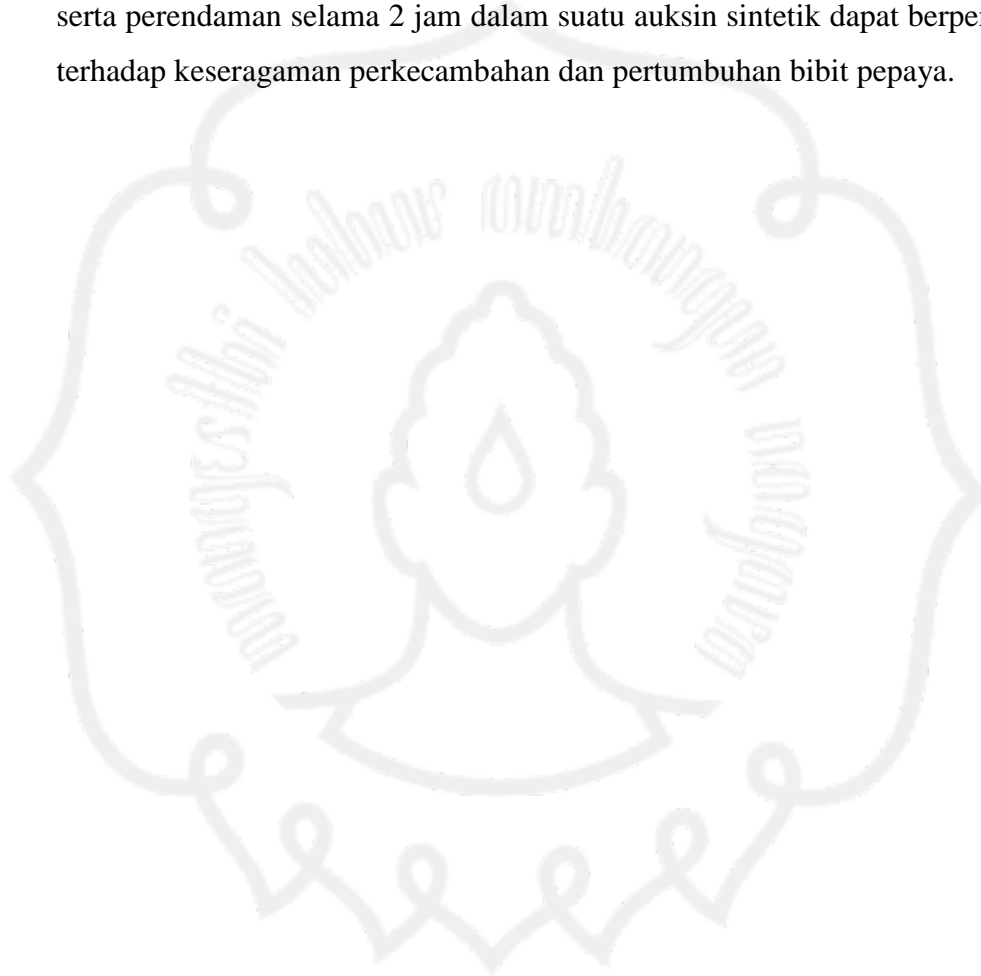 serta perendaman selama 2 jam dalam suatu auksin sintetik dapat
terhadap keseragaman perkecambahan dan pertumbuhan bibit pepaya.